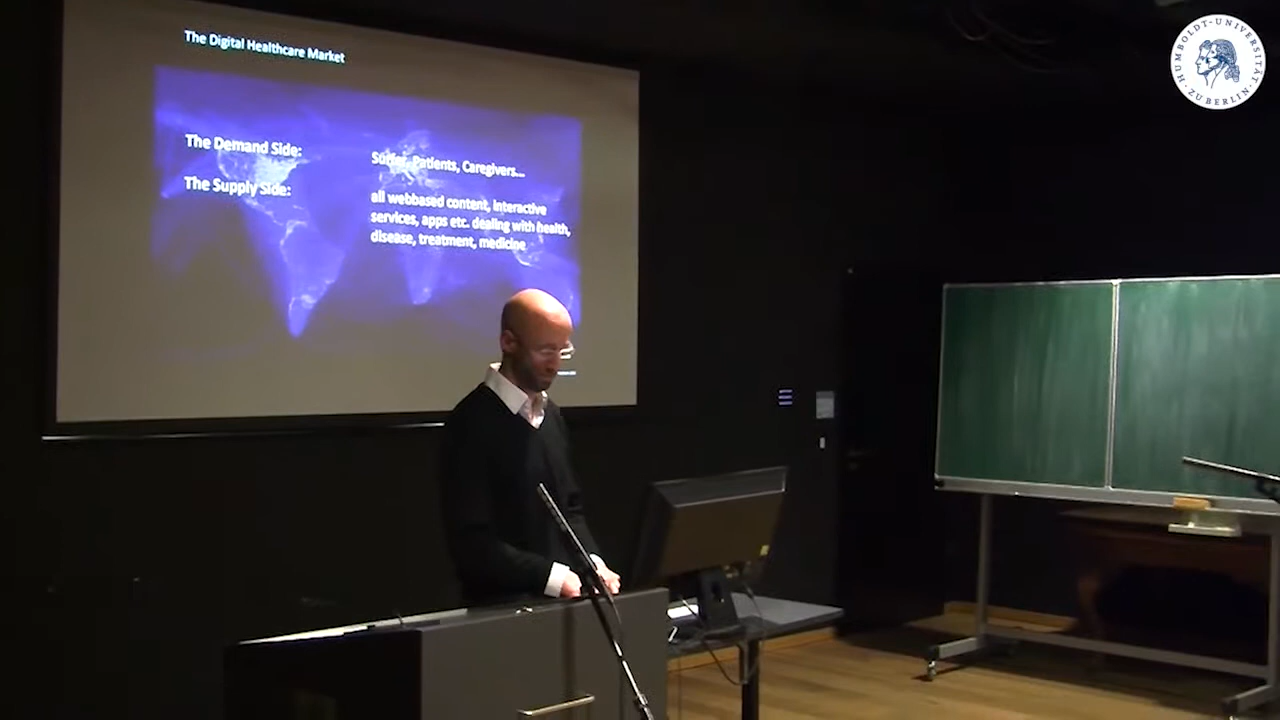 The Digital Healthcare Market
The Demand Side:
Surfer, Patients, Caregivers...
The Supply Side:
all webbased content, interactive
services, apps etc. dealing with health,
disease, treatment, medicine
HUMBOLDT-UNIVERSITÄT
ZU BERLIN